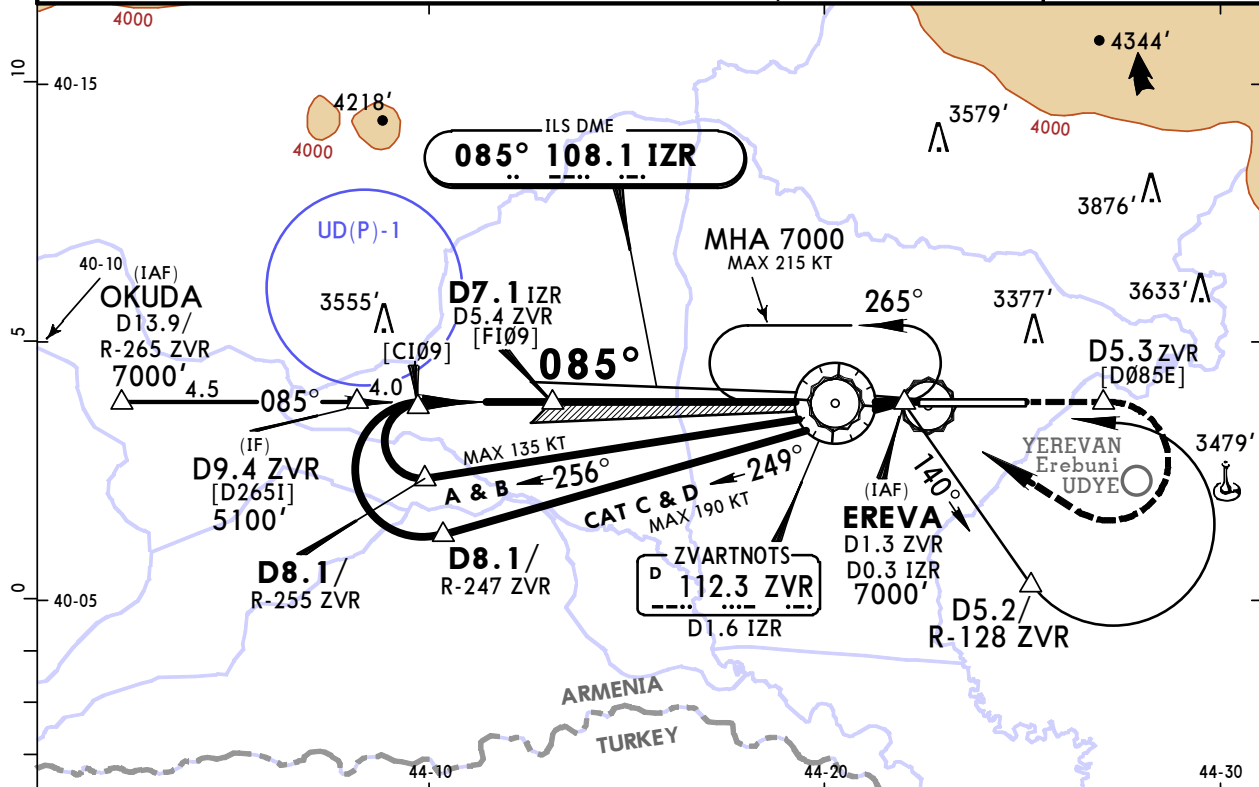 4000
10
40-15
4218'
4000
ILS DME
085° 108.1 IZR
4344'
3579'
4000
3876'
UD(P)-1
MHA 7000
MAX 215 KT
40-10
(IAF)
OKUDA
D13.9/
R-265 ZVR
7000'
3555'
[CIØ9]
D7.1 IZR
D5.4 ZVR
[FIØ9]
265°
3377'
3633'
5
085°
D5.3 ZVR
[DØ85E]
4.5
085°
4.0
(IF)
D9.4 ZVR
[D265I]
5100'
MAX 135 KT
A & B 256°
CAT C & D 249°
MAX 190 KT
140°
YEREVAN
Erebuni
UDYE
3479'
(IAF)
EREVA
D1.3 ZVR
D0.3 IZR
7000'
D8.1/
R-255 ZVR
D8.1/
R-247 ZVR
ZVARTNOTS
D 112.3 ZVR
D1.6 IZR
D5.2/
R-128 ZVR
0
40-05
ARMENIA
TURKEY
44-10
44-20
44-30